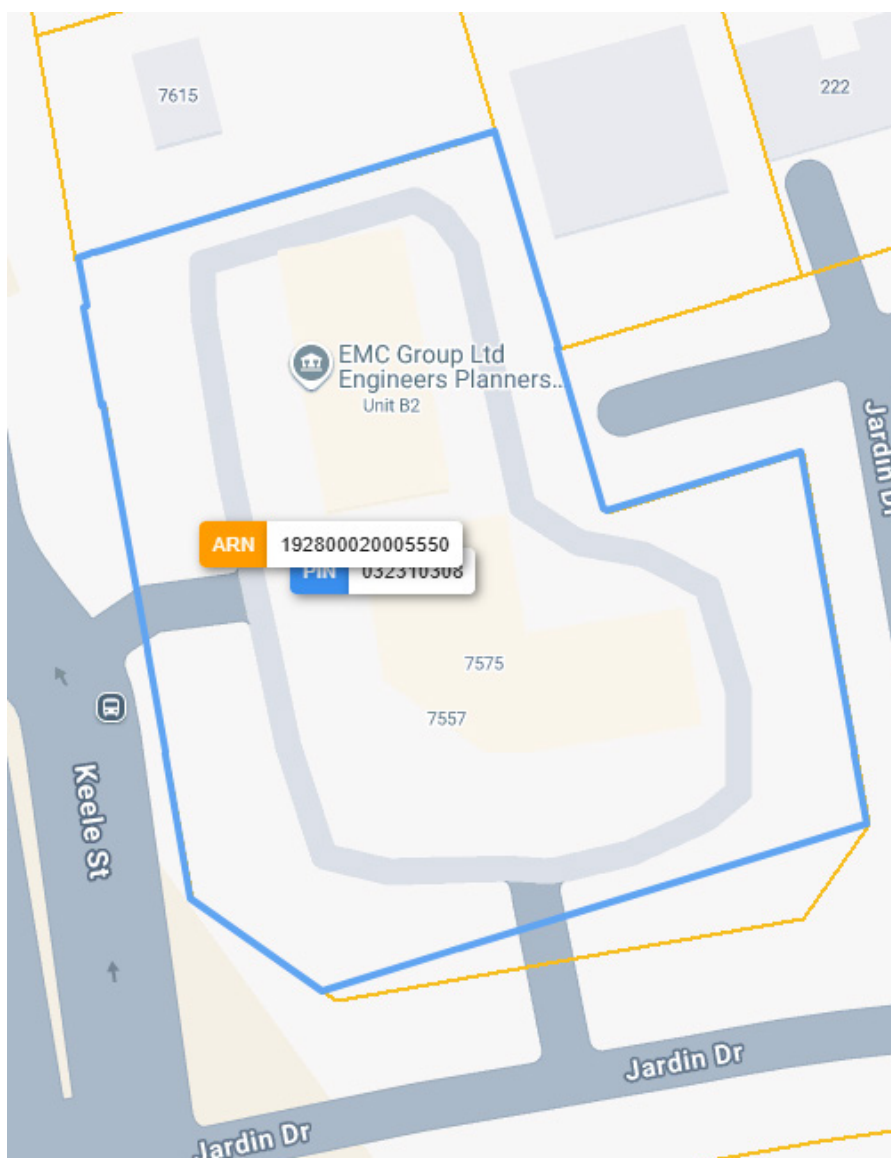 7615
222
EMC Group Ltd
Engineers Planners...
Unit B2
Jardin Dr
ARN 192800020005550
PIN 032310308
7575
7557
Keele St
Jardin Dr
Jardin Dr